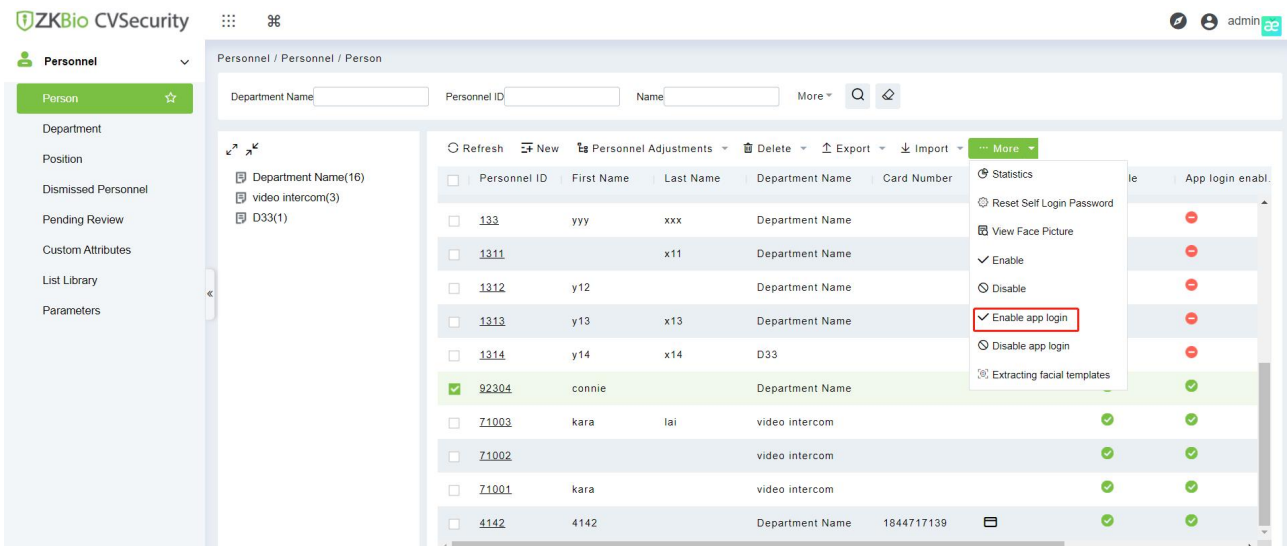 ZKBio CVSecurity
admin
æ
Personnel
Personnel / Personnel / Person
Person
Department
Position
Dismissed Personnel
Pending Review
Custom Attributes
List Library
Parameters
Department Name Personnel ID Name More
Refresh New Personnel Adjustments Delete Export Import ··· More
Department Name(16)
video intercom(3)
D33(1)
Personnel ID First Name Last Name Department Name Card Number le App login enabl.
133 yyy xxx Department Name
1311 x11 Department Name
1312 y12 Department Name
1313 y13 x13 Department Name
1314 y14 x14 D33
92304 connie Department Name
71003 kara lai video intercom
71002 video intercom
71001 kara video intercom
4142 4142 Department Name 1844717139
Statistics
Reset Self Login Password
View Face Picture
Enable
Disable
Enable app login
Disable app login
Extracting facial templates